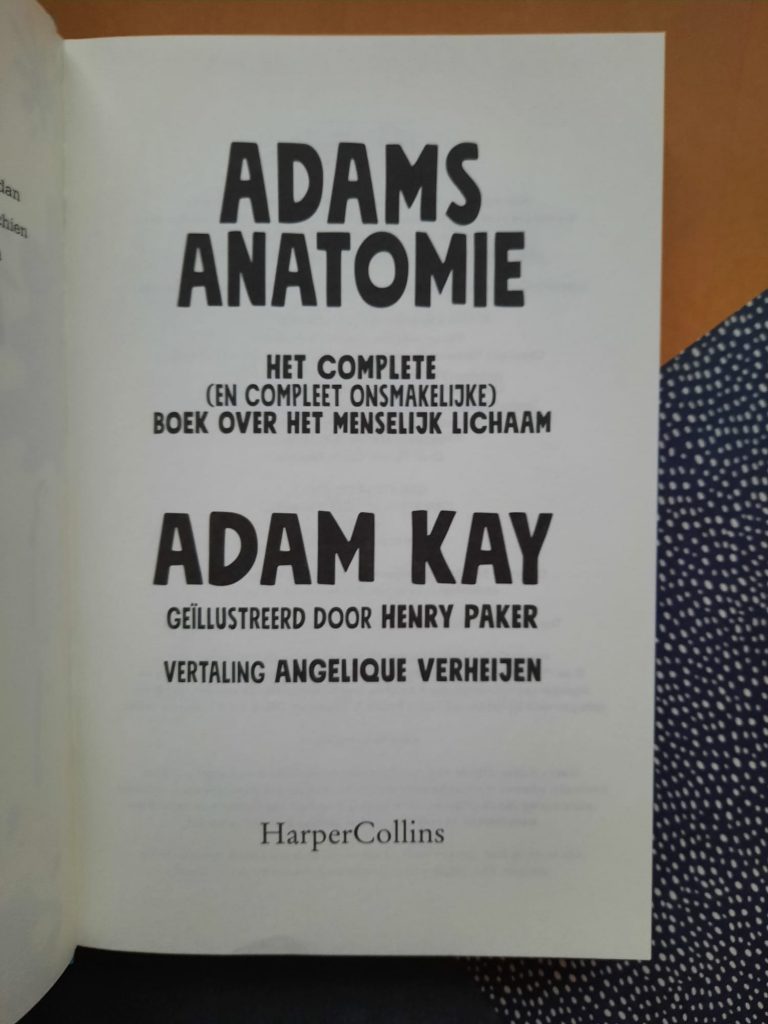 dan
ADAMS
ANATOMIE
HET COMPLETE
(EN COMPLEET ONSMAKELIJKE)
BOEK OVER HET MENSELIJK LICHAAM
ADAM KAY
GEÏLLUSTREERD DOOR HENRY PAKER
VERTALING ANGELIQUE VERHEIJEN
HarperCollins